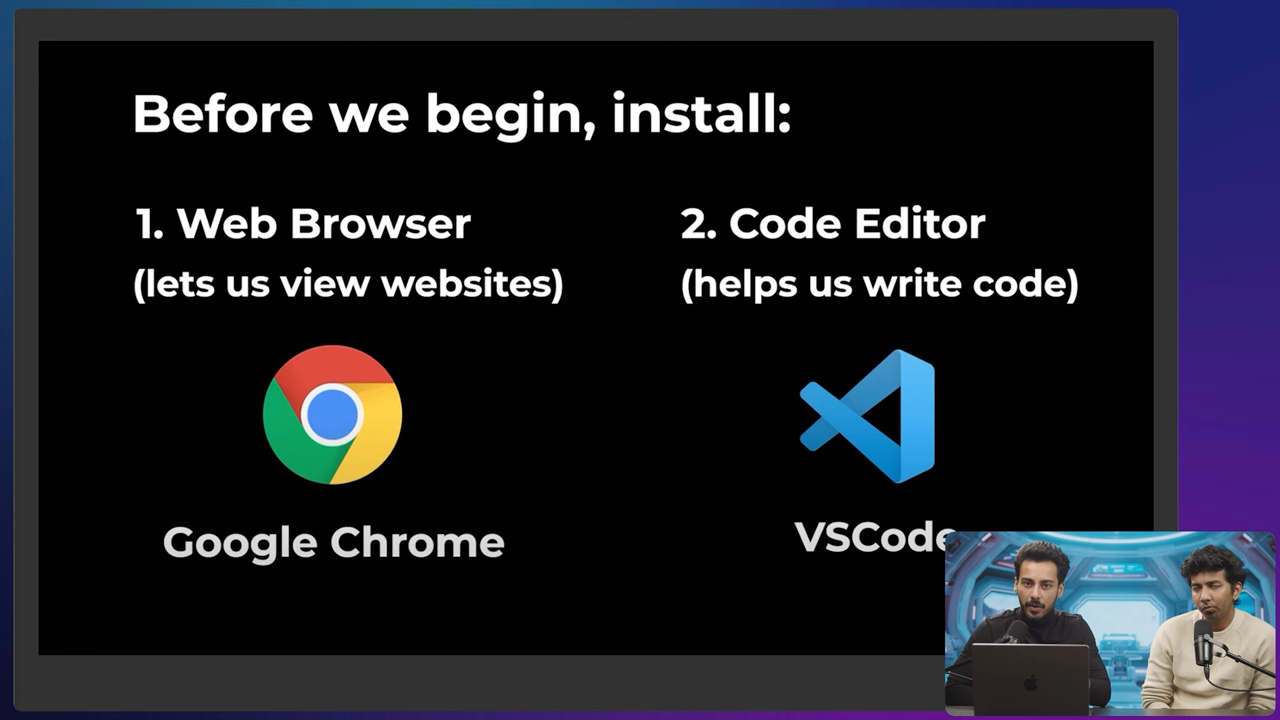 Before we begin, install:
1. Web Browser
(lets us view websites)
Google Chrome
2. Code Editor
(helps us write code)
VSCode